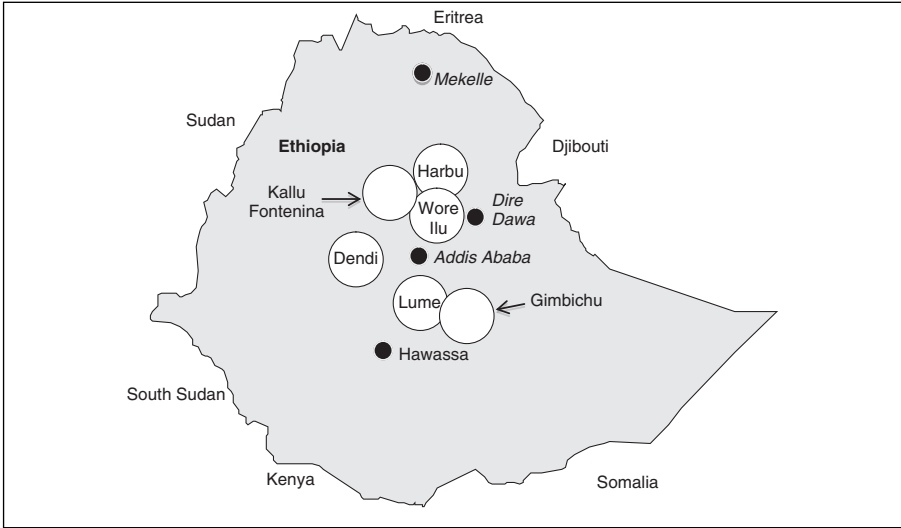 Eritrea
Mekelle
Sudan
Ethiopia
Djibouti
Harbu
Kallu
Fontenina
Wore
Ilu
Dire
Dawa
Dendi
Addis Ababa
Lume
Gimbichu
Hawassa
South Sudan
Kenya
Somalia